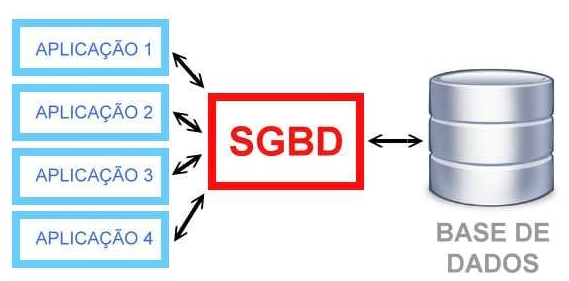 APLICAÇÃO 1
APLICAÇÃO 2
APLICAÇÃO 3
APLICAÇÃO 4
SGBD
BASE DE
DADOS